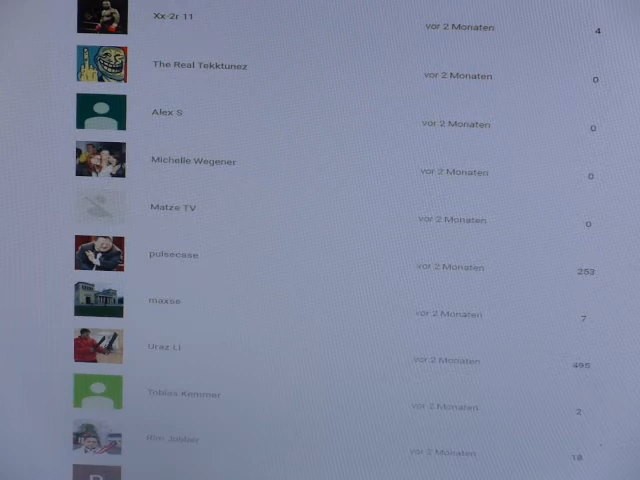 Xx 2r 11 vor 2 Monaten 4
The Real Tekktunez vor 2 Monaten 0
Alex S vor 2 Monaten 0
Michelle Wegener vor 2 Monaten 0
Matze TV vor 2 Monaten 0
pulsecase vor 2 Monaten 253
maxse vor 2 Monaten 7
Uraz Li vor 2 Monaten 495
Tobias Kemmer vor 2 Monaten 2
vor 2 Monaten 18